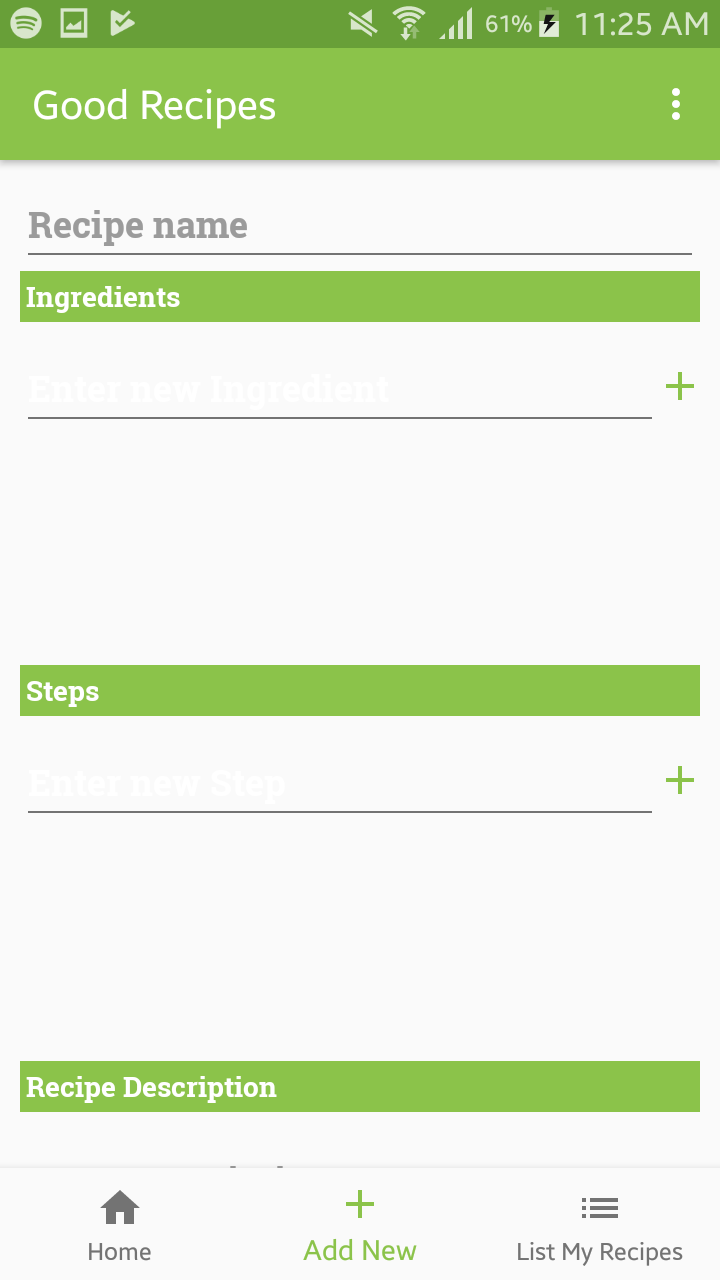 61% 11:25 AM
Good Recipes
Recipe name
Ingredients
Enter new Ingredient
Steps
Enter new Step
Recipe Description
Home
Add New
List My Recipes